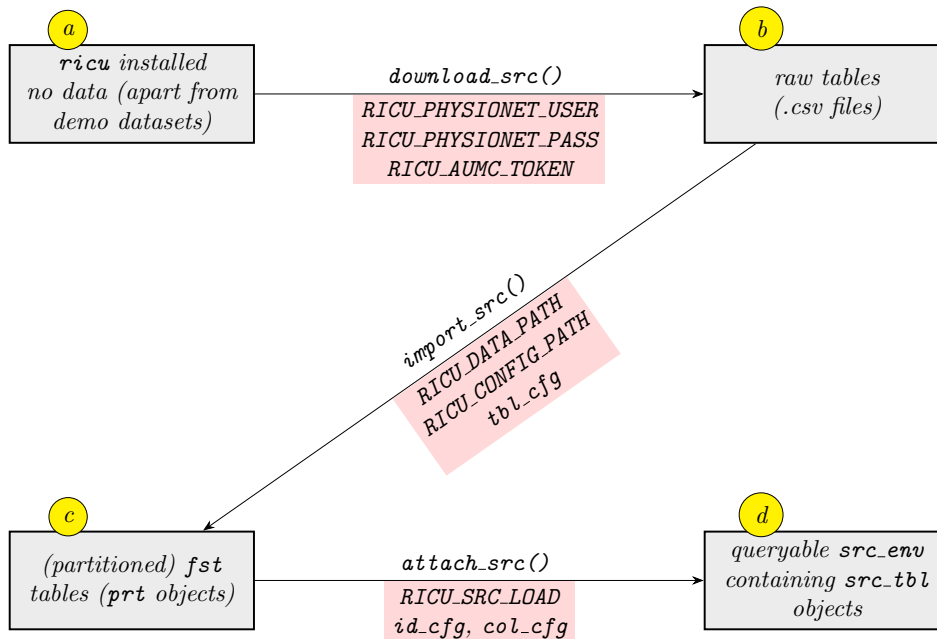 a
ricu installed
no data (apart from
demo datasets)
download_src()
RICU_PHYSIONET_USER
RICU_PHYSIONET_PASS
RICU_AUMC_TOKEN
b
raw tables
(.csv files)
import_src()
RICU_DATA_PATH
RICU_CONFIG_PATH
tbl_cfg
c
(partitioned) fst
tables (prt objects)
attach_src()
RICU_SRC_LOAD
id_cfg, col_cfg
d
queryable src_env
containing src_tbl
objects